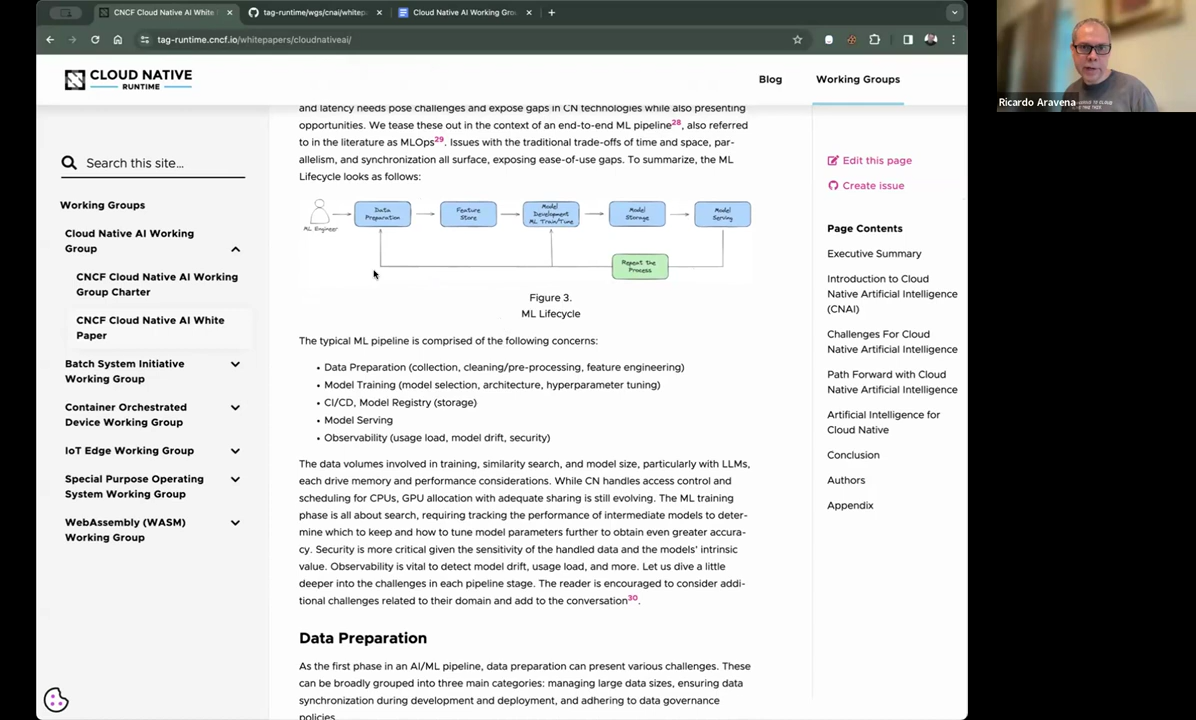 CNCF Cloud Native AI White
tag-runtime/wgs/cnai/whitep
Cloud Native AI Working Gro
tag-runtime.cncf.io/whitepapers/cloudnativeai/
CLOUD NATIVE
RUNTIME
Blog
Working Groups
Ricardo Aravena
Search this site...
Working Groups
Cloud Native AI Working
Group
CNCF Cloud Native AI Working
Group Charter
CNCF Cloud Native AI White
Paper
Batch System Initiative
Working Group
Container Orchestrated
Device Working Group
IoT Edge Working Group
Special Purpose Operating
System Working Group
WebAssembly (WASM)
Working Group
and latency needs pose challenges and expose gaps in CN technologies while also presenting
opportunities. We tease these out in the context of an end-to-end ML pipeline28, also referred
to in the literature as MLOps29. Issues with the traditional trade-offs of time and space, par-
allelism, and synchronization all surface, exposing ease-of-use gaps. To summarize, the ML
Lifecycle looks as follows:
ML Engineer
Data
Preparation
Feature
Store
Model
Development
ML Train/Tune
Model
Storage
Model
Serving
Repeat the
Process
Figure 3.
ML Lifecycle
The typical ML pipeline is comprised of the following concerns:
• Data Preparation (collection, cleaning/pre-processing, feature engineering)
• Model Training (model selection, architecture, hyperparameter tuning)
• CI/CD, Model Registry (storage)
• Model Serving
• Observability (usage load, model drift, security)
The data volumes involved in training, similarity search, and model size, particularly with LLMs,
each drive memory and performance considerations. While CN handles access control and
scheduling for CPUs, GPU allocation with adequate sharing is still evolving. The ML training
phase is all about search, requiring tracking the performance of intermediate models to deter-
mine which to keep and how to tune model parameters further to obtain even greater accura-
cy. Security is more critical given the sensitivity of the handled data and the models' intrinsic
value. Observability is vital to detect model drift, usage load, and more. Let us dive a little
deeper into the challenges in each pipeline stage. The reader is encouraged to consider addi-
tional challenges related to their domain and add to the conversation30.
Data Preparation
As the first phase in an AI/ML pipeline, data preparation can present various challenges. These
can be broadly grouped into three main categories: managing large data sizes, ensuring data
synchronization during development and deployment, and adhering to data governance
policies.
Edit this page
Create issue
Page Contents
Executive Summary
Introduction to Cloud
Native Artificial Intelligence
(CNAI)
Challenges For Cloud
Native Artificial Intelligence
Path Forward with Cloud
Native Artificial Intelligence
Artificial Intelligence for
Cloud Native
Conclusion
Authors
Appendix